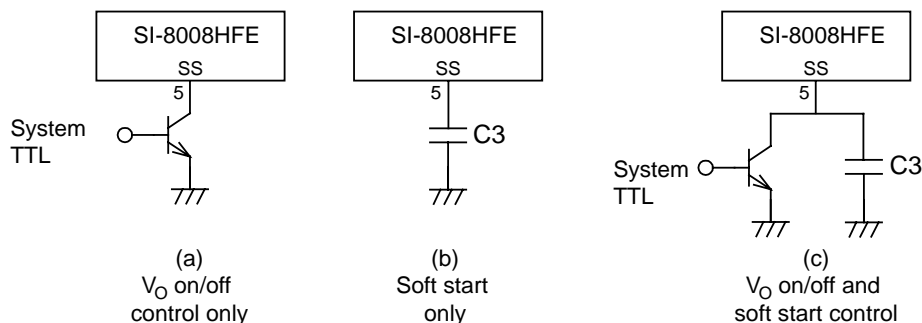 SI-8008HFE
SS
5
System
TTL
(a)
VO on/off
control only
SI-8008HFE
SS
5
C3
(b)
Soft start
only
SI-8008HFE
SS
5
System
TTL
C3
(c)
VO on/off and
soft start control